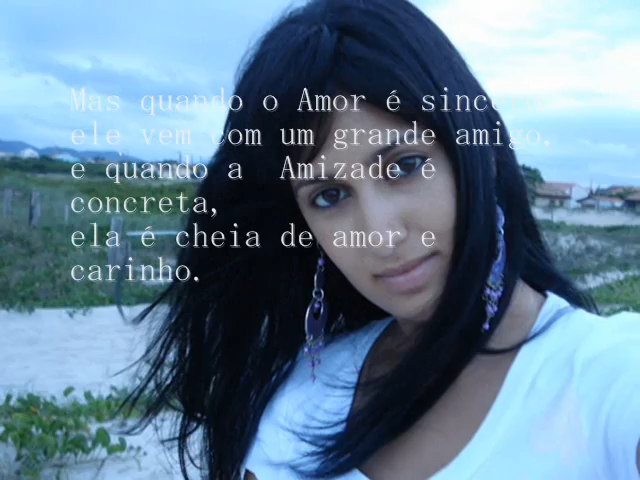 Mas quando o Amor é sincero
ele vem com um grande amigo,
e quando a Amizade é
concreta,
ela é cheia de amor e
carinho.